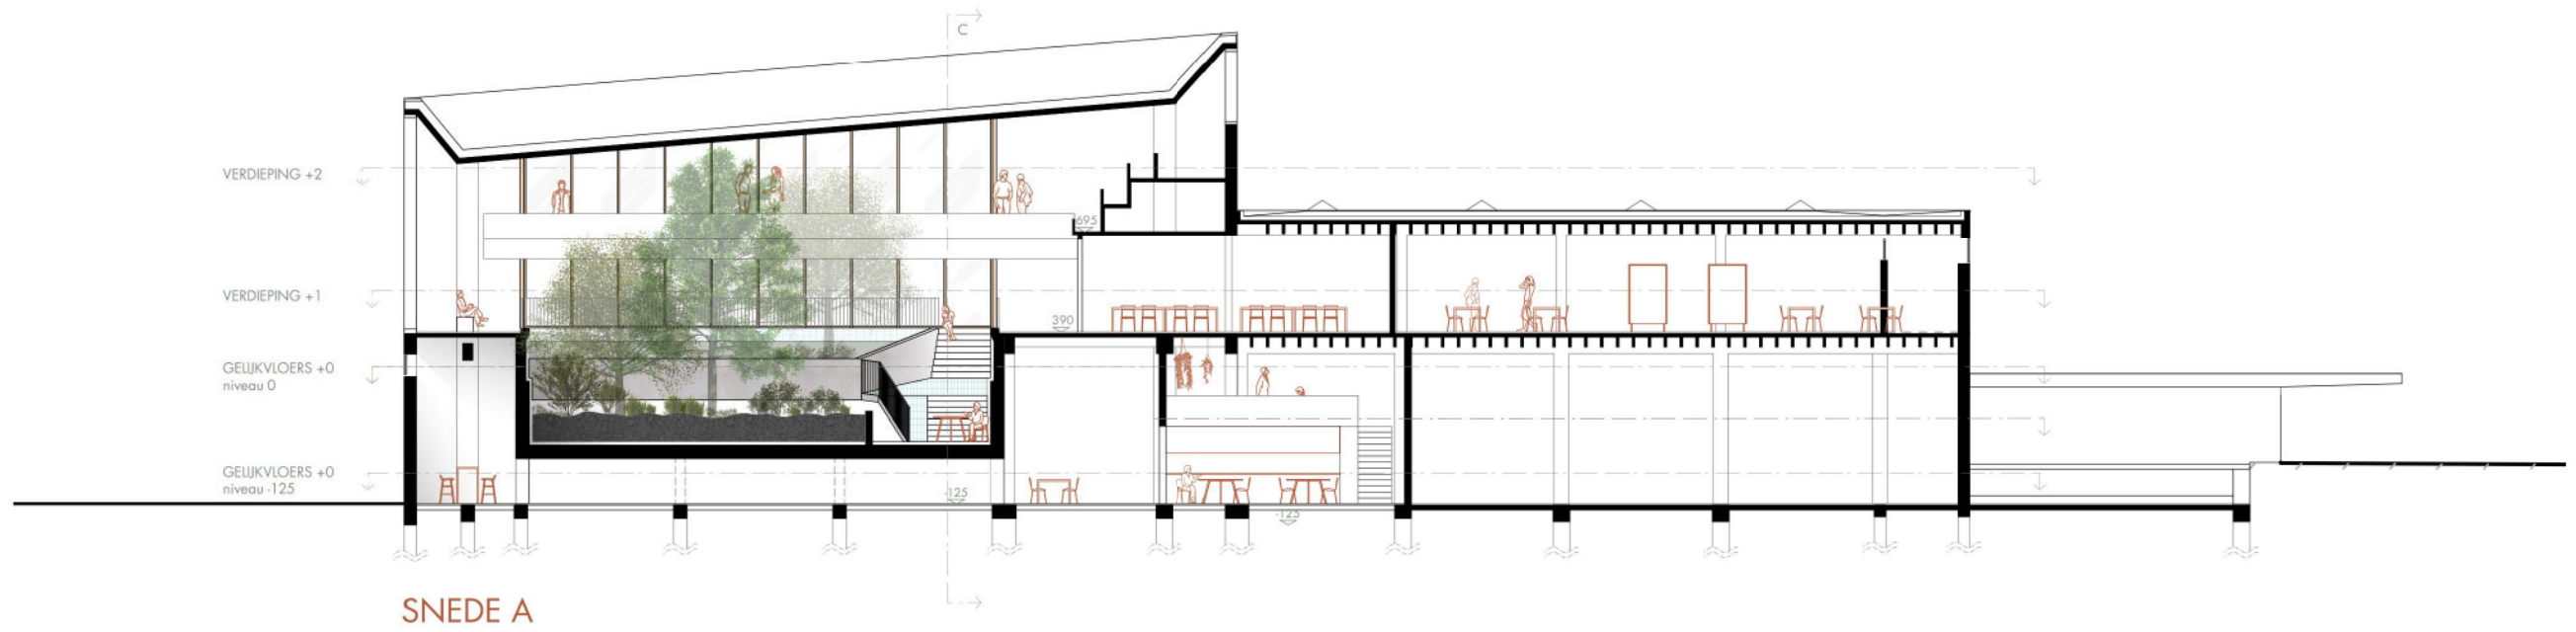 C
VERDIEPING +2
695
VERDIEPING +1
390
GELIJKVLOERS +0
niveau 0
GELIJKVLOERS +0
niveau -125
-125
-125
SNEDE A